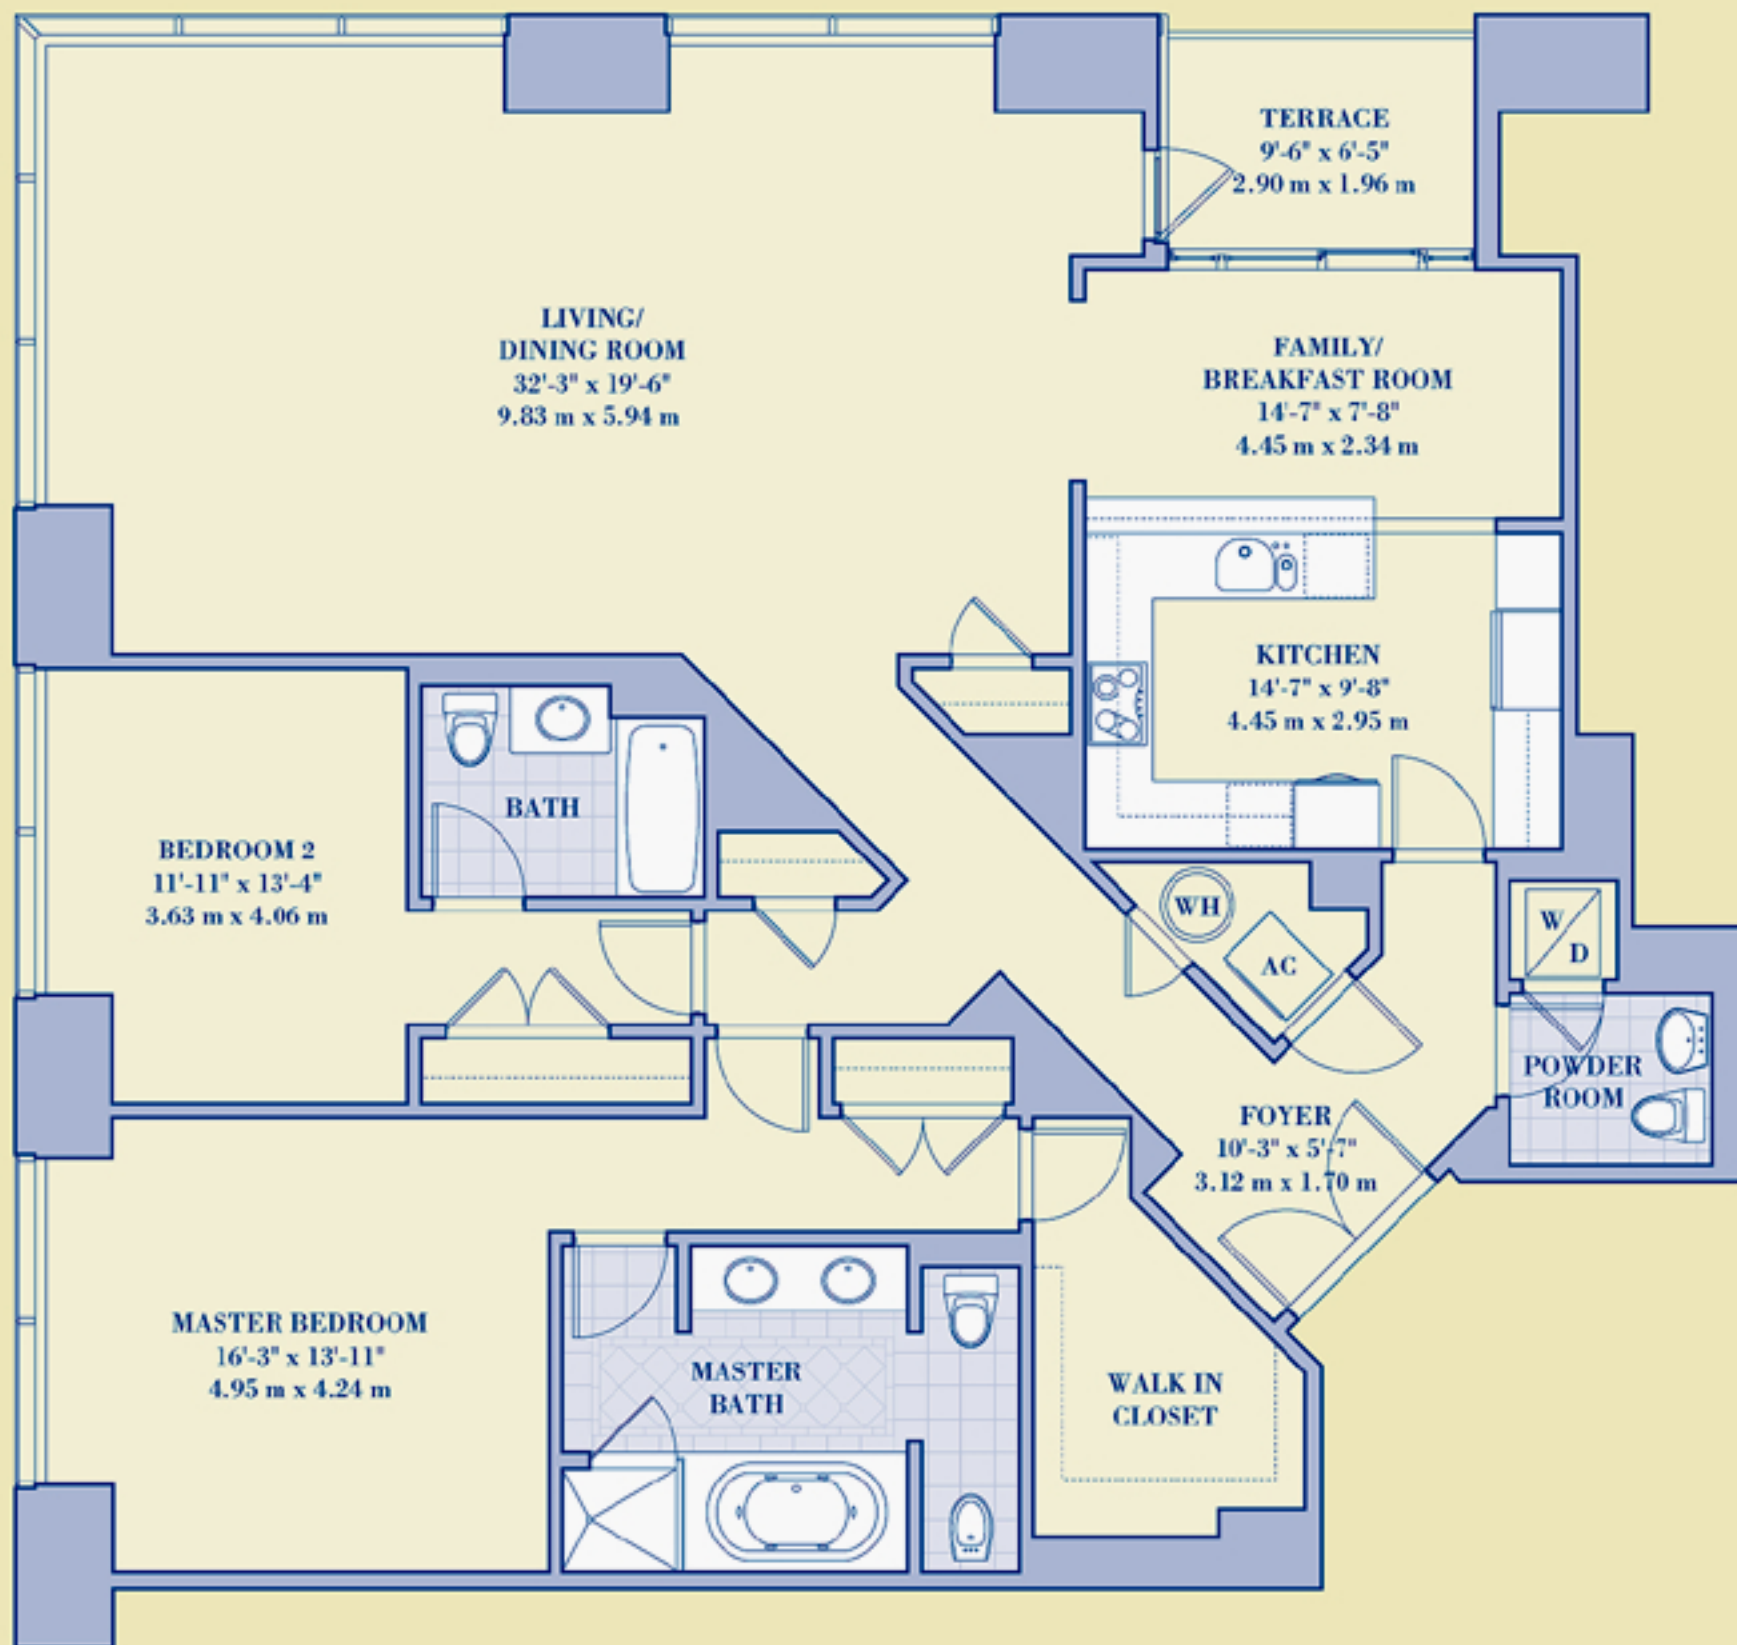 TERRACE
9'-6" x 6'-5"
2.90 m x 1.96 m
LIVING/
DINING ROOM
32'-3" x 19'-6"
9.83 m x 5.94 m
FAMILY/
BREAKFAST ROOM
14'-7" x 7'-8"
4.45 m x 2.34 m
KITCHEN
14'-7" x 9'-8"
4.45 m x 2.95 m
BATH
BEDROOM 2
11'-11" x 13'-4"
3.63 m x 4.06 m
WH
AC
W
D
POWDER
ROOM
FOYER
10'-3" x 5'-7"
3.12 m x 1.70 m
MASTER BEDROOM
16'-3" x 13'-11"
4.95 m x 4.24 m
MASTER
BATH
WALK IN
CLOSET